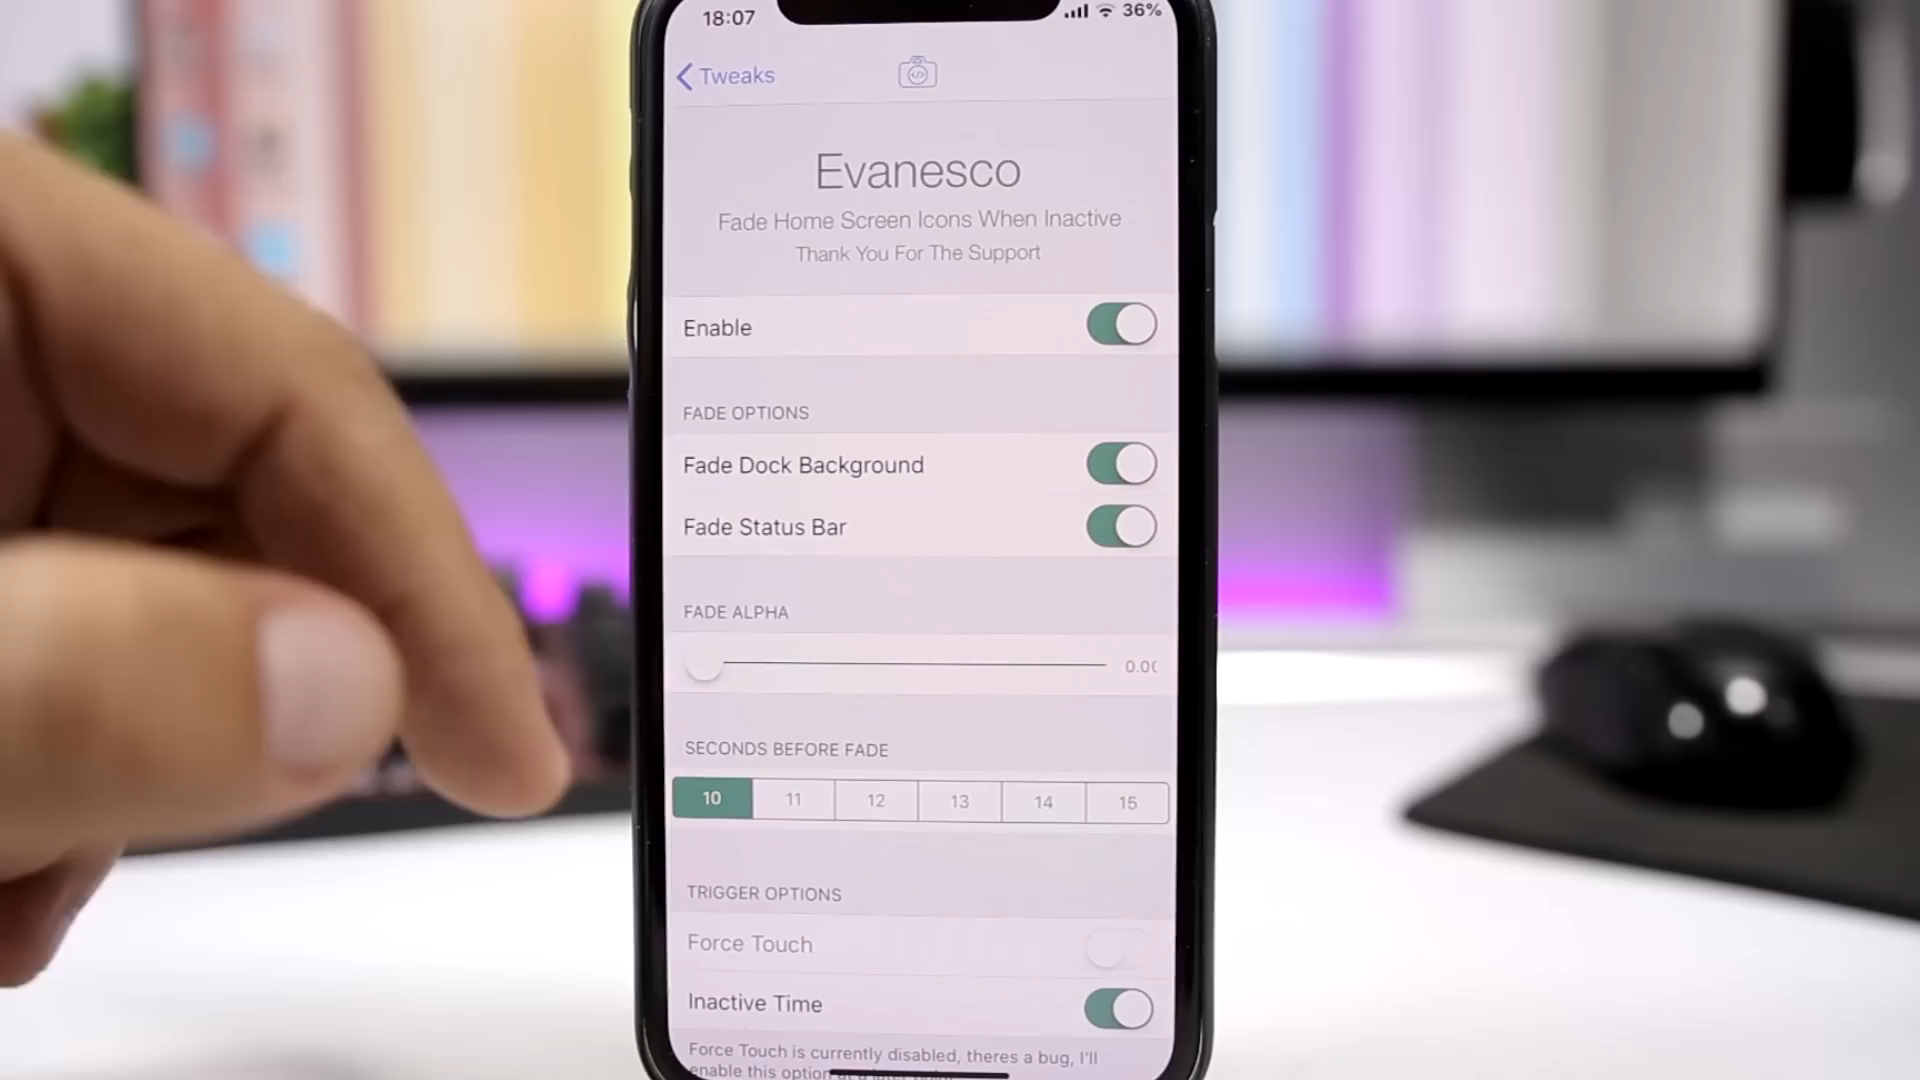 18:07
36%
Tweaks
Evanesco
Fade Home Screen Icons When Inactive
Thank You For The Support
Enable
FADE OPTIONS
Fade Dock Background
Fade Status Bar
FADE ALPHA
0.0
SECONDS BEFORE FADE
10 11 12 13 14 15
TRIGGER OPTIONS
Force Touch
Inactive Time
Force Touch is currently disabled, theres a bug, I'll
enable this option